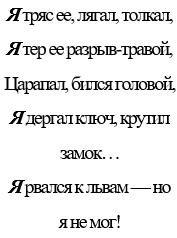 Я тряс ее, лягал, толкал,
Я тер ее разрыв-травой,
Царапал, бился головой,
Я дергал ключ, крутил
замок…
Я рвался к львам — но
я не мог!